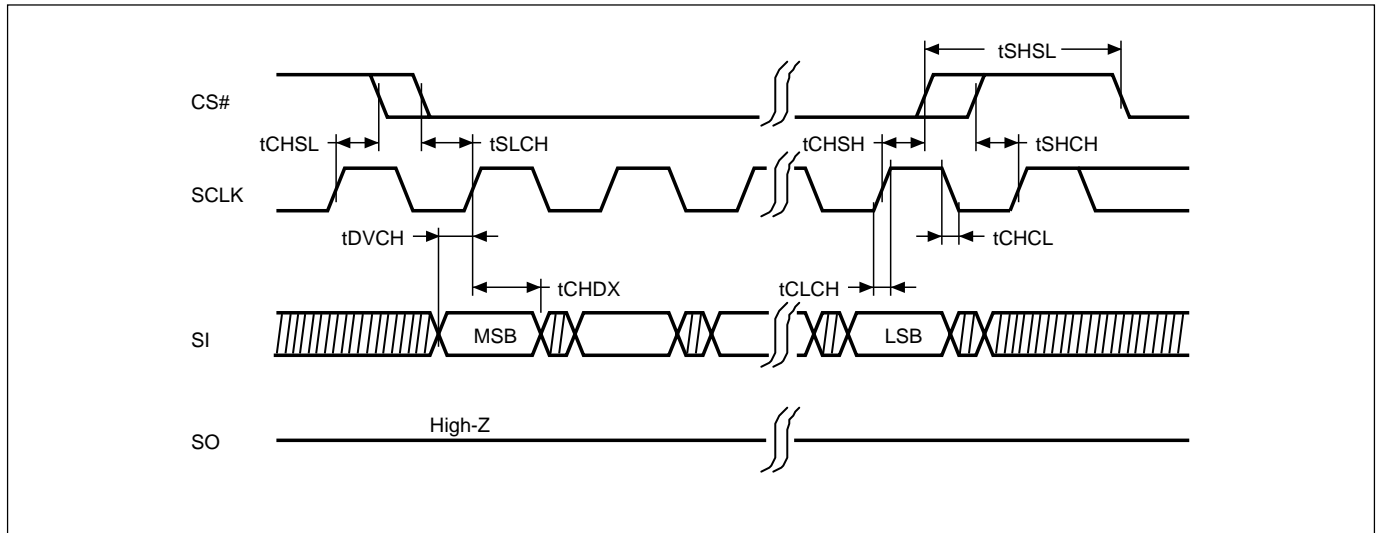 tSHSL
CS#
tCHSL
tSLCH
tCHSH
tSHCH
SCLK
tDVCH
tCHCL
tCHDX
tCLCH
SI
MSB
LSB
High-Z
SO